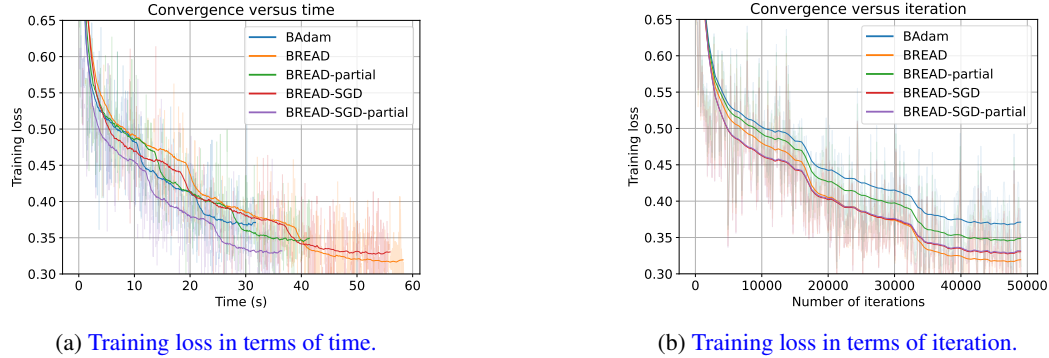 Convergence versus time
Training loss
0.65
0.60
0.55
0.50
0.45
0.40
0.35
0.30
BAdam
BREAD
BREAD-partial
BREAD-SGD
BREAD-SGD-partial
0 10 20 30 40 50 60
Time (s)
(a) Training loss in terms of time.
Convergence versus iteration
Training loss
0.65
0.60
0.55
0.50
0.45
0.40
0.35
0.30
BAdam
BREAD
BREAD-partial
BREAD-SGD
BREAD-SGD-partial
0 10000 20000 30000 40000 50000
Number of iterations
(b) Training loss in terms of iteration.